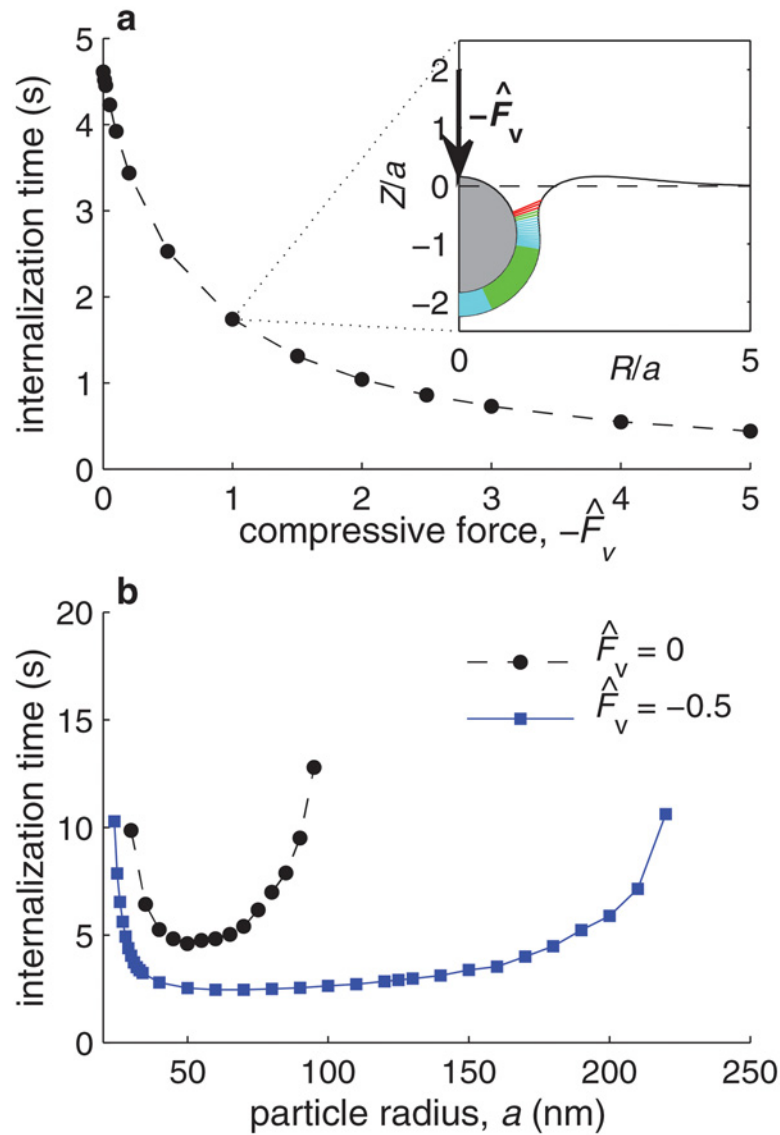 a
internalization time (s)
5
4
3
2
1
0
0 1 2 3 4 5
compressive force, −F̂ᵥ
Z/a
2
1
0
−1
−2
−F̂ᵥ
0 5
R/a
b
internalization time (s)
20
15
10
5
0
F̂ᵥ = 0
F̂ᵥ = −0.5
50 100 150 200 250
particle radius, a (nm)